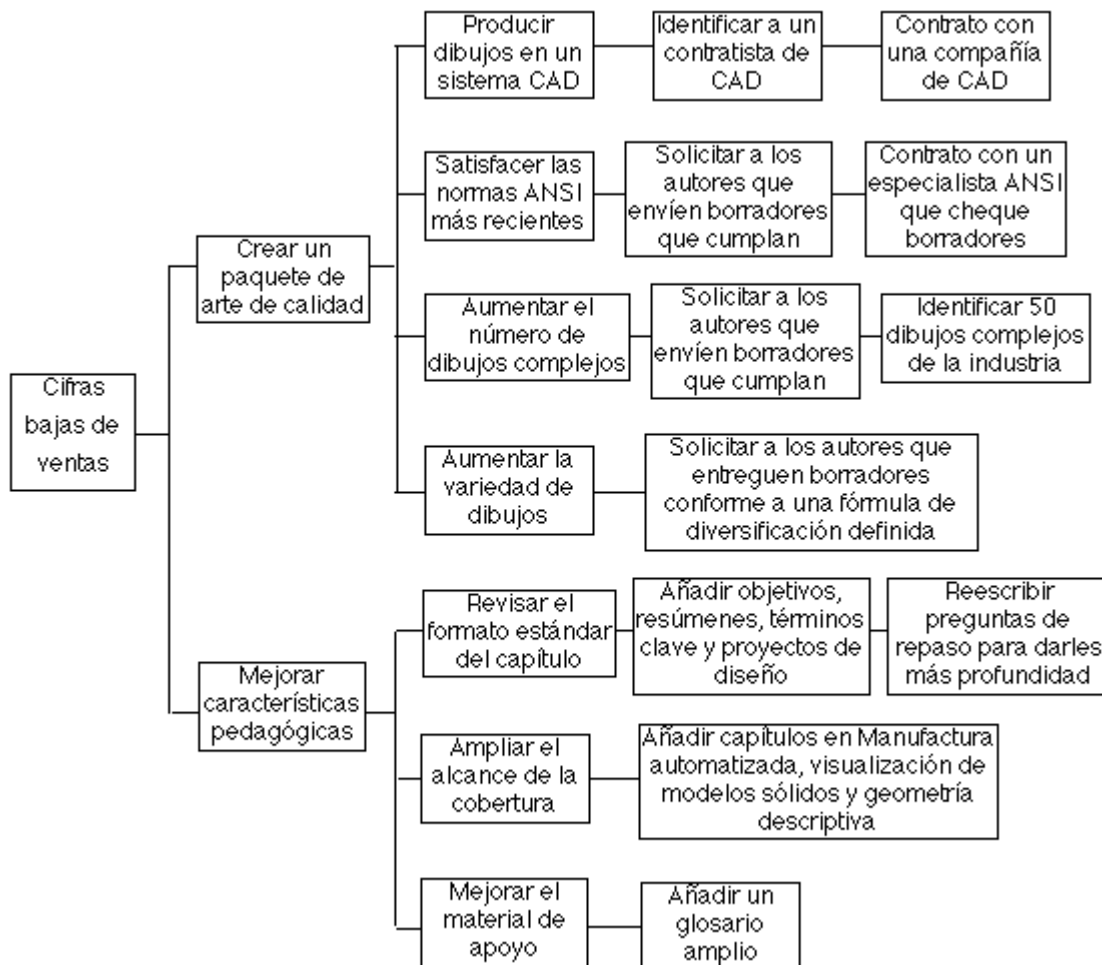 Producir
dibujos en un
sistema CAD
Identificar a un
contratista de
CAD
Contrato con
una compañía
de CAD
Satisfacer las
normas ANSI
más recientes
Solicitar a los
autores que
envíen borradores
que cumplan
Contrato con un
especialista ANSI
que cheque
borradores
Crear un
paquete de
arte de calidad
Aumentar el
número de
dibujos complejos
Solicitar a los
autores que
envíen borradores
que cumplan
Identificar 50
dibujos complejos
de la industria
Cifras
bajas de
ventas
Aumentar la
variedad de
dibujos
Solicitar a los autores que
entreguen borradores
conforme a una fórmula de
diversificación definida
Revisar el
formato estándar
del capítulo
Añadir objetivos,
resúmenes, términos
clave y proyectos de
diseño
Reescribir
preguntas de
repaso para darles
más profundidad
Mejorar
características
pedagógicas
Ampliar el
alcance de la
cobertura
Añadir capítulos en Manufactura
automatizada, visualización de
modelos sólidos y geometría
descriptiva
Mejorar el
material de
apoyo
Añadir un
glosario
amplio